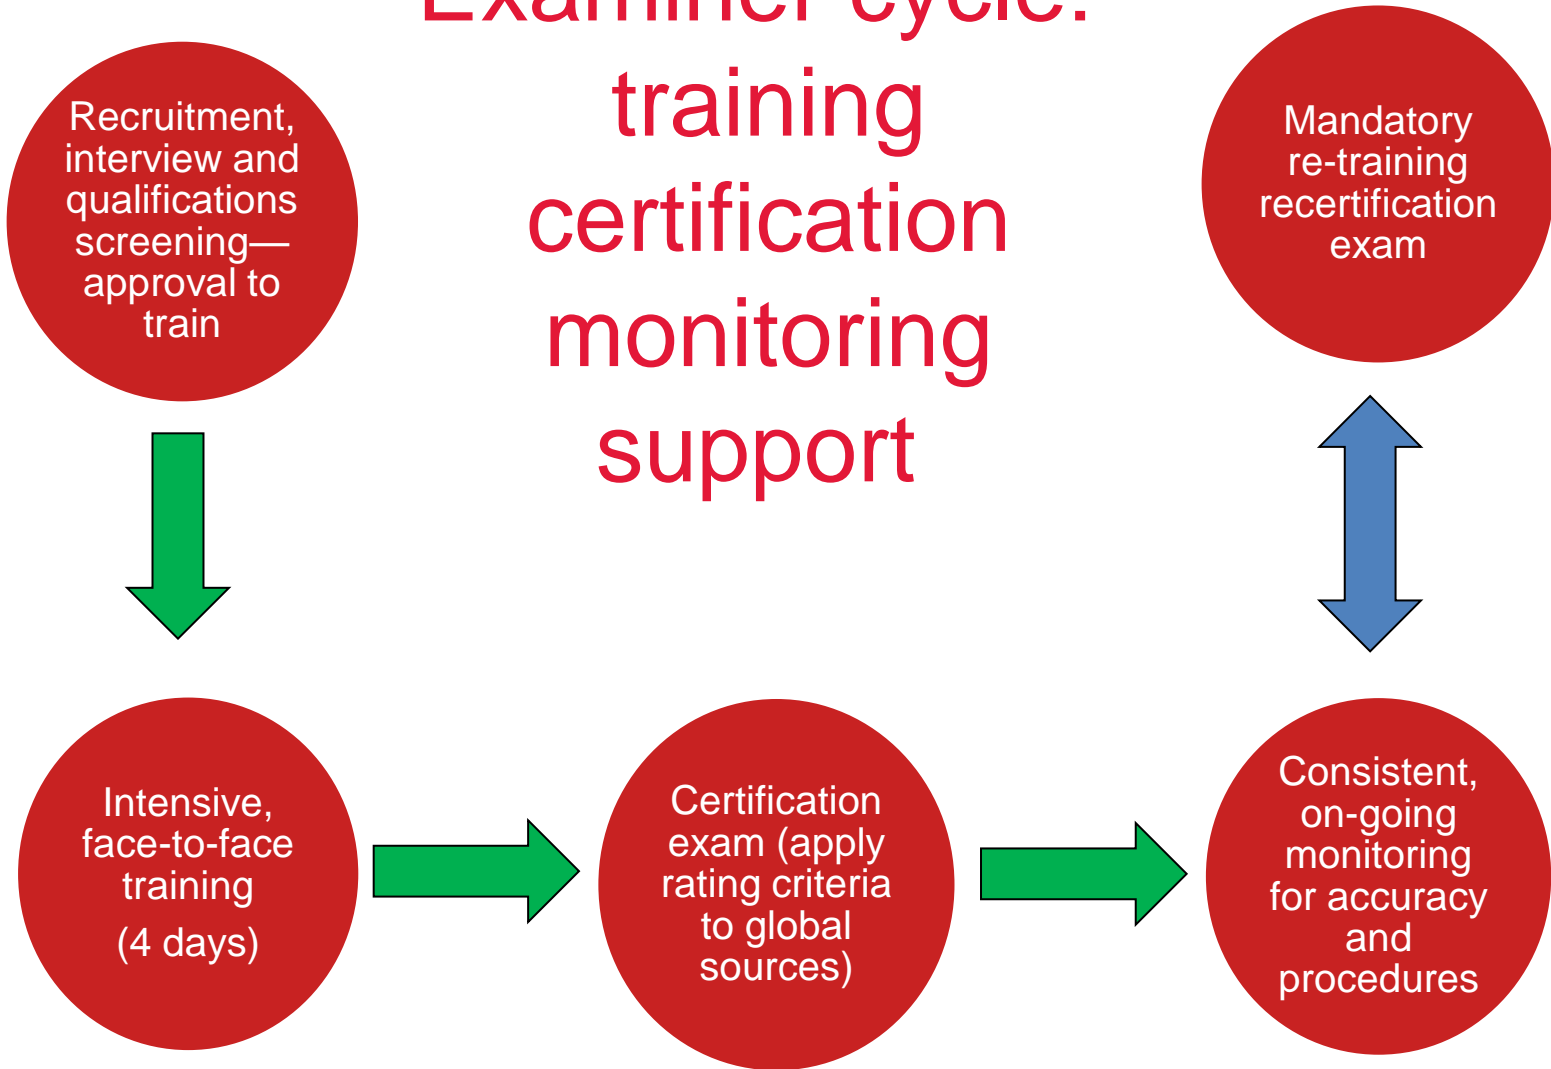 Examiner cycle:
training
certification
monitoring
support
Recruitment,
interview and
qualifications
screening—
approval to
train
Mandatory
re-training
recertification
exam
Intensive,
face-to-face
training
(4 days)
Certification
exam (apply
rating criteria
to global
sources)
Consistent,
on-going
monitoring
for accuracy
and
procedures